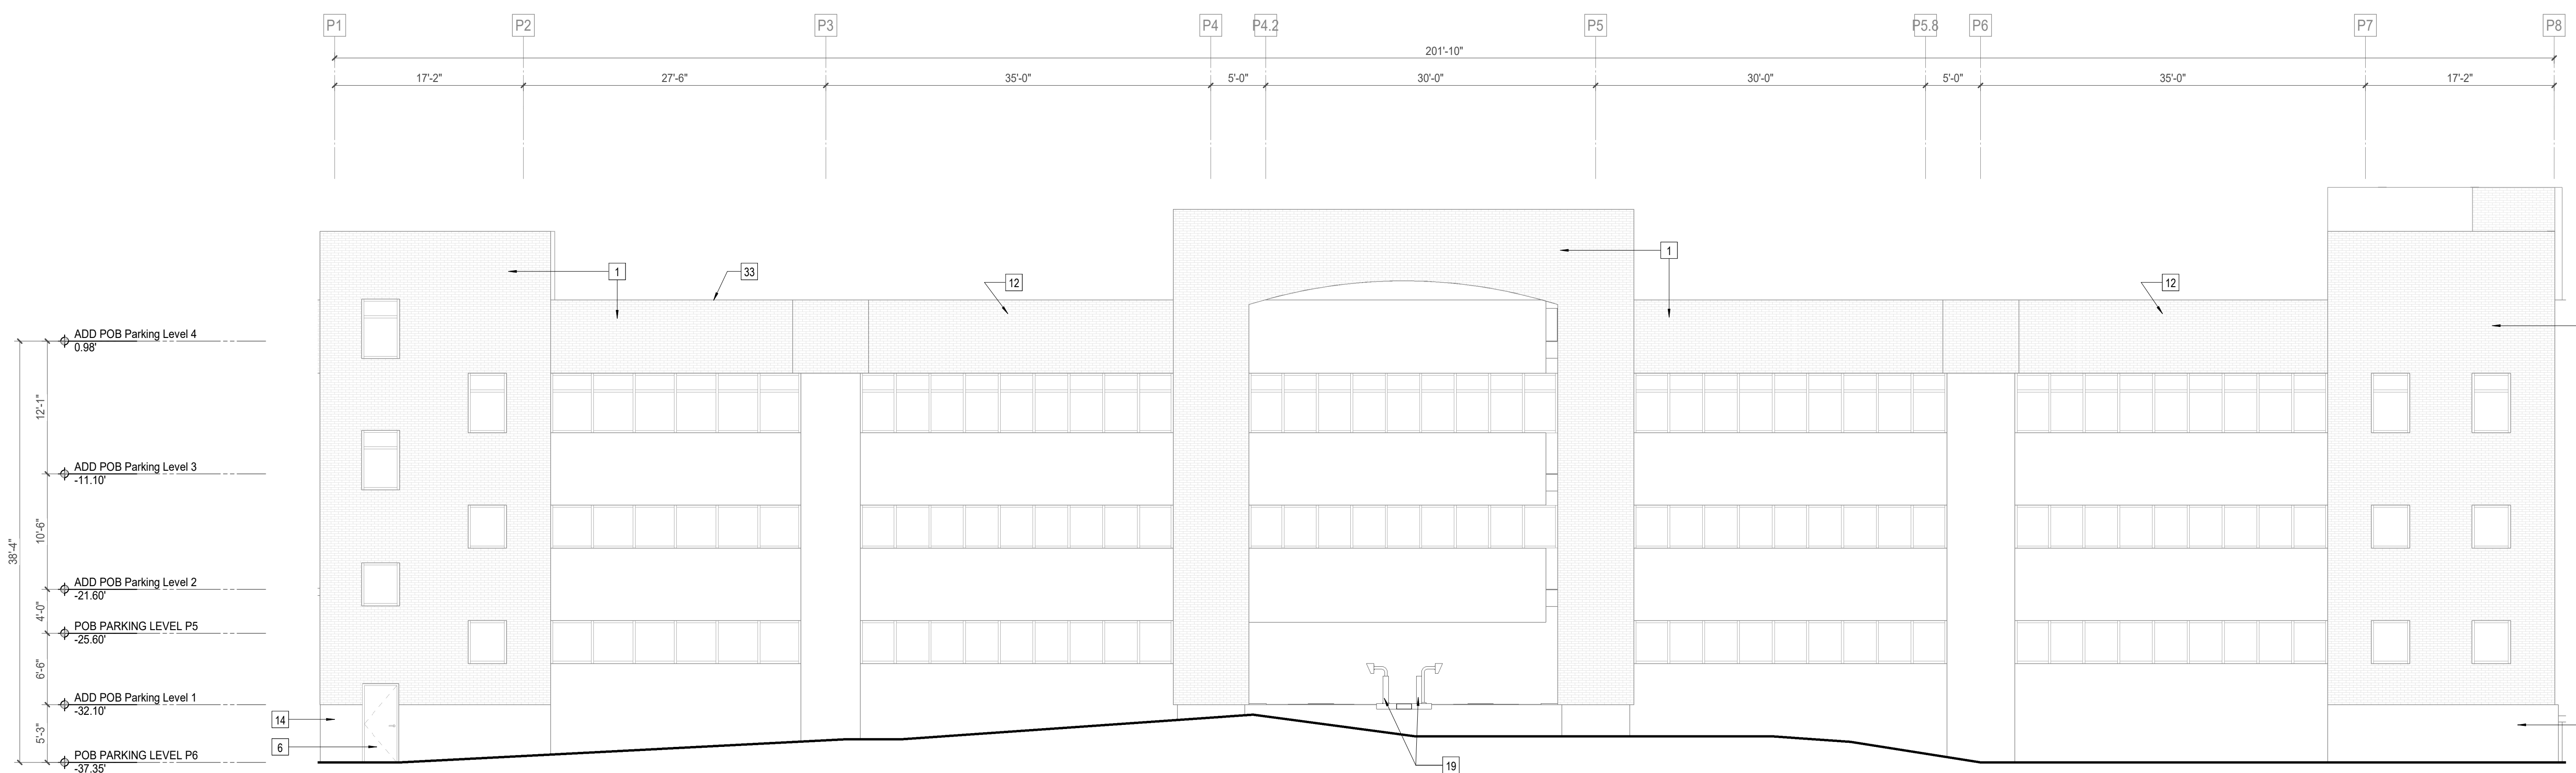 P1 P2 P3 P4 P4.2 P5 P5.8 P6 P7 P8
201'-10"
17'-2" 27'-6" 35'-0" 5'-0" 30'-0" 30'-0" 5'-0" 35'-0" 17'-2"
1
1
33
12
12
ADD POB Parking Level 4
0.98'
12'-1"
ADD POB Parking Level 3
-11.10'
10'-6"
38'-4"
ADD POB Parking Level 2
-21.60'
4'-0"
POB PARKING LEVEL P5
-25.60'
6'-6"
ADD POB Parking Level 1
-32.10'
14
5'-3"
6
POB PARKING LEVEL P6
-37.35'
19